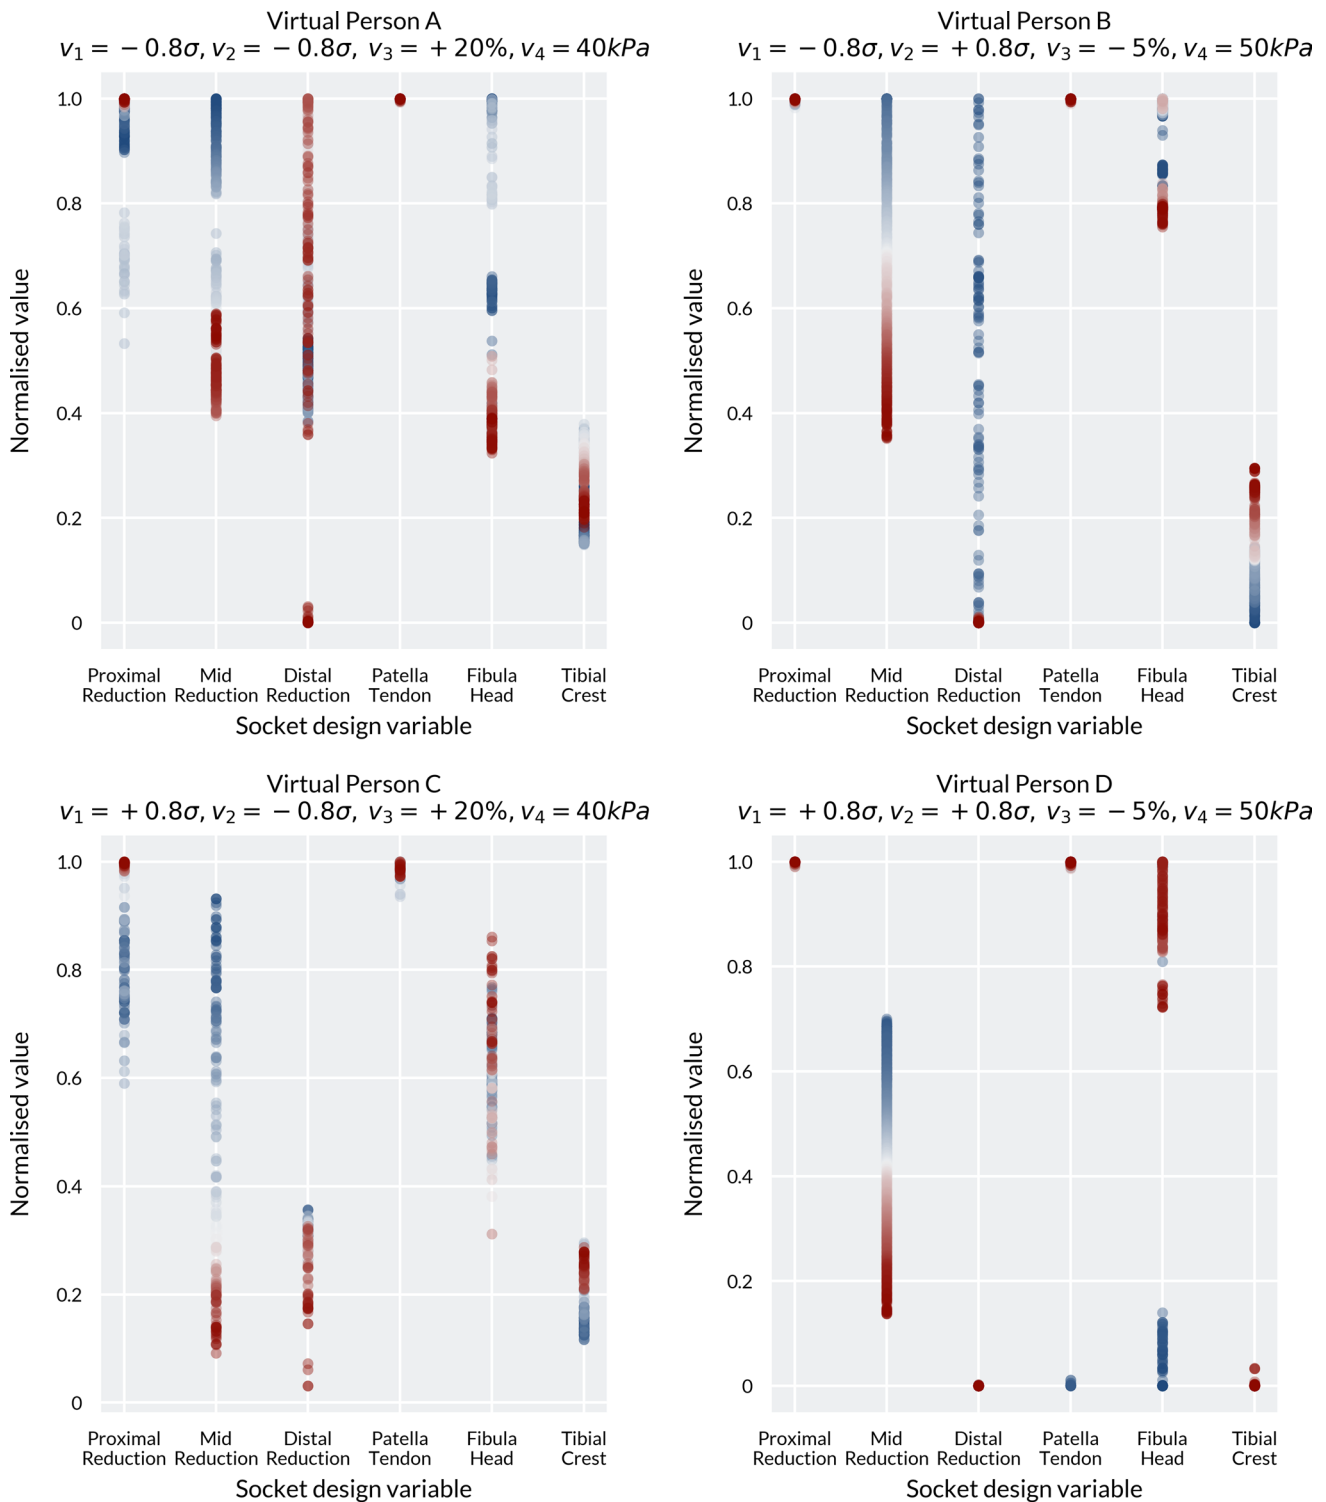 Virtual Person A
v₁ = −0.8σ, v₂ = −0.8σ, v₃ = +20%, v₄ = 40kPa
Normalised value
1.0
0.8
0.6
0.4
0.2
0
Proximal Reduction
Mid Reduction
Distal Reduction
Patella Tendon
Fibula Head
Tibial Crest
Socket design variable
Virtual Person B
v₁ = −0.8σ, v₂ = +0.8σ, v₃ = −5%, v₄ = 50kPa
Normalised value
1.0
0.8
0.6
0.4
0.2
0
Proximal Reduction
Mid Reduction
Distal Reduction
Patella Tendon
Fibula Head
Tibial Crest
Socket design variable
Virtual Person C
v₁ = +0.8σ, v₂ = −0.8σ, v₃ = +20%, v₄ = 40kPa
Normalised value
1.0
0.8
0.6
0.4
0.2
0
Proximal Reduction
Mid Reduction
Distal Reduction
Patella Tendon
Fibula Head
Tibial Crest
Socket design variable
Virtual Person D
v₁ = +0.8σ, v₂ = +0.8σ, v₃ = −5%, v₄ = 50kPa
Normalised value
1.0
0.8
0.6
0.4
0.2
0
Proximal Reduction
Mid Reduction
Distal Reduction
Patella Tendon
Fibula Head
Tibial Crest
Socket design variable